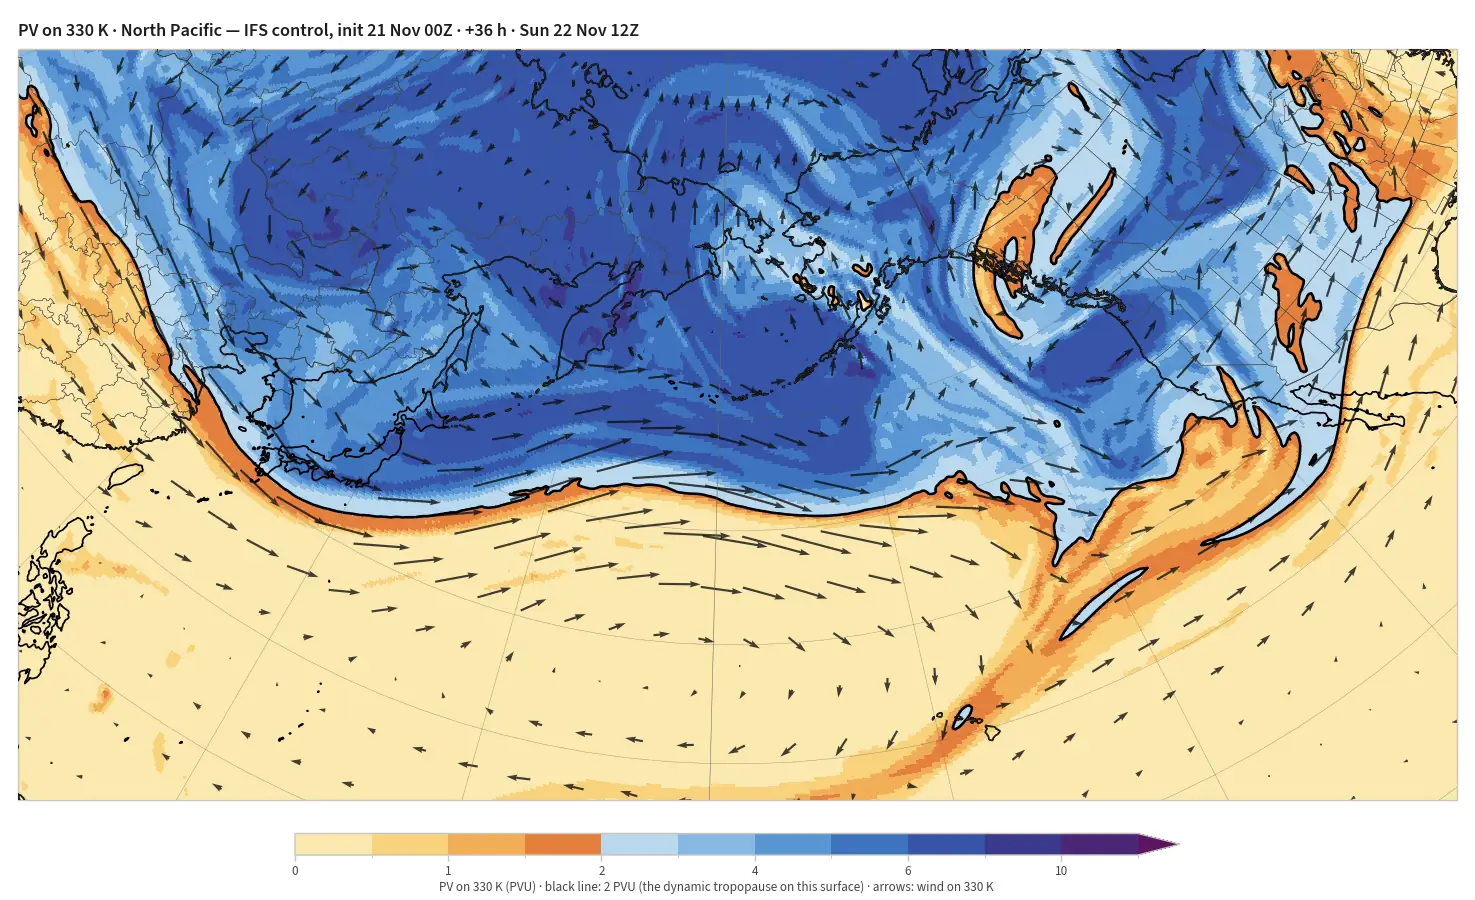 PV on 330 K · North Pacific — IFS control, init 21 Nov 00Z · +36 h · Sun 22 Nov 12Z
0 1 2 4 6 10
PV on 330 K (PVU) · black line: 2 PVU (the dynamic tropopause on this surface) · arrows: wind on 330 K